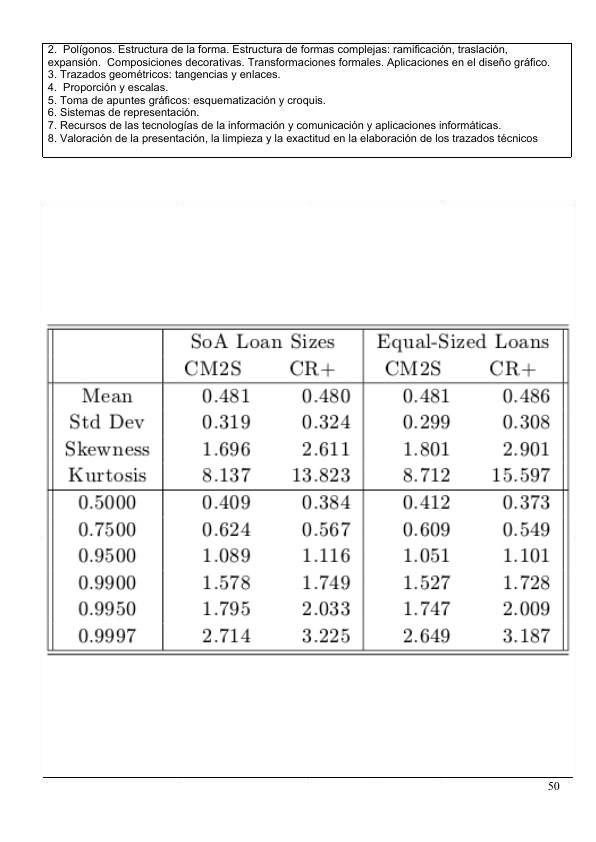 2. Polígonos. Estructura de la forma. Estructura de formas complejas: ramificación, traslación,
expansión. Composiciones decorativas. Transformaciones formales. Aplicaciones en el diseño gráfico.
3. Trazados geométricos: tangencias y enlaces.
4. Proporción y escalas.
5. Toma de apuntes gráficos: esquematización y croquis.
6. Sistemas de representación.
7. Recursos de las tecnologías de la información y comunicación y aplicaciones informáticas.
8. Valoración de la presentación, la limpieza y la exactitud en la elaboración de los trazados técnicos
SoA Loan Sizes Equal-Sized Loans
CM2S CR+ CM2S CR+
Mean 0.481 0.480 0.481 0.486
Std Dev 0.319 0.324 0.299 0.308
Skewness 1.696 2.611 1.801 2.901
Kurtosis 8.137 13.823 8.712 15.597
0.5000 0.409 0.384 0.412 0.373
0.7500 0.624 0.567 0.609 0.549
0.9500 1.089 1.116 1.051 1.101
0.9900 1.578 1.749 1.527 1.728
0.9950 1.795 2.033 1.747 2.009
0.9997 2.714 3.225 2.649 3.187
50